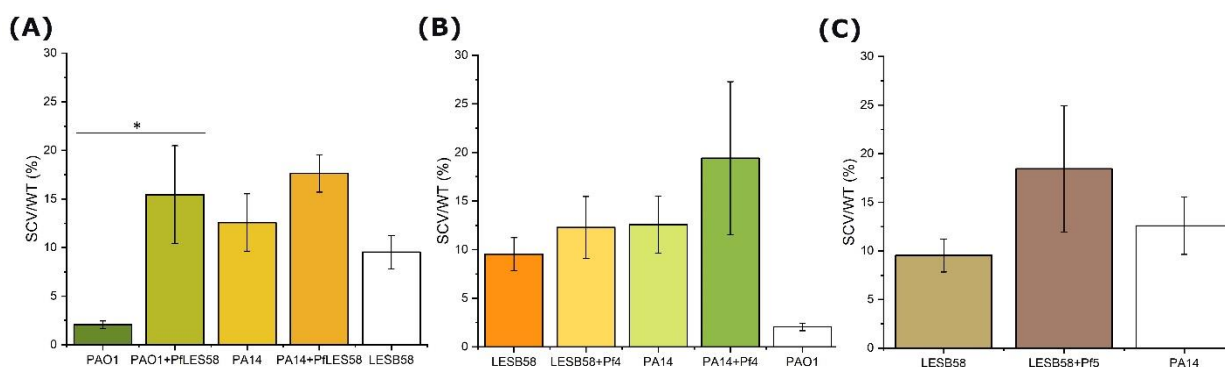 (A)
30
25
20
15
10
5
0
SCV/WT (%)
*
PAO1 PAO1+PfLES58 PA14 PA14+PfLES58 LESB58
(B)
30
25
20
15
10
5
0
SCV/WT (%)
LESB58 LESB58+Pf4 PA14 PA14+Pf4 PAO1
(C)
30
25
20
15
10
5
0
SCV/WT (%)
LESB58 LESB58+Pf5 PA14